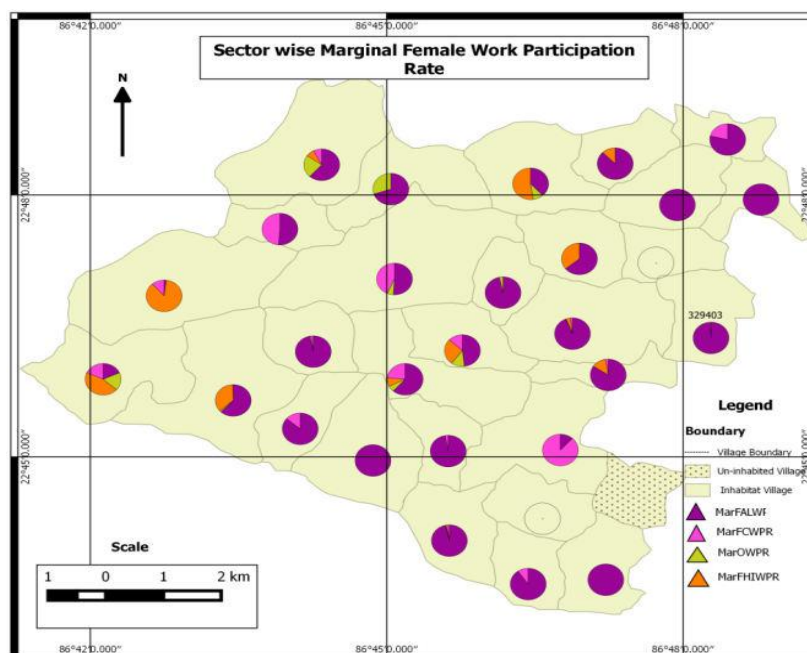 86°42'0.000"
86°45'0.000"
86°48'0.000"
Sector wise Marginal Female Work Participation
Rate
N
22°48'0.000"
22°48'0.000"
329403
Legend
Boundary
Village Boundary
Un-inhabited Village
Inhabitat Village
MarFALWF
MarFCWPR
MarOWPR
MarFHIWPR
22°45'0.000"
22°45'0.000"
Scale
1 0 1 2 km
86°42'0.000"
86°45'0.000"
86°48'0.000"